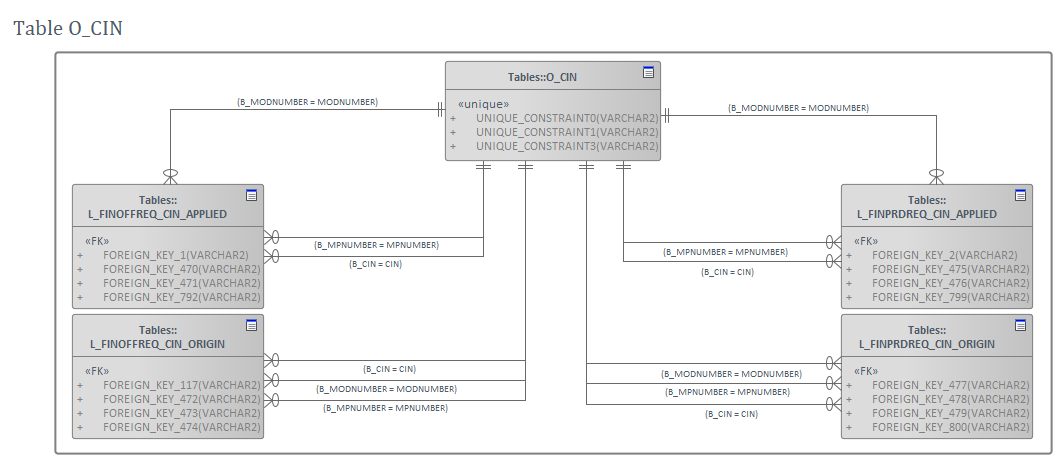 Table O_CIN
Tables::O_CIN
«unique»
+ UNIQUE_CONSTRAINT0(VARCHAR2)
+ UNIQUE_CONSTRAINT1(VARCHAR2)
+ UNIQUE_CONSTRAINT3(VARCHAR2)
(B_MODNUMBER = MODNUMBER)
(B_MODNUMBER = MODNUMBER)
Tables::
L_FINOFFREQ_CIN_APPLIED
«FK»
+ FOREIGN_KEY_1(VARCHAR2)
+ FOREIGN_KEY_470(VARCHAR2)
+ FOREIGN_KEY_471(VARCHAR2)
+ FOREIGN_KEY_792(VARCHAR2)
(B_MPNUMBER = MPNUMBER)
(B_CIN = CIN)
(B_MPNUMBER = MPNUMBER)
(B_CIN = CIN)
Tables::
L_FINPRDREQ_CIN_APPLIED
«FK»
+ FOREIGN_KEY_2(VARCHAR2)
+ FOREIGN_KEY_475(VARCHAR2)
+ FOREIGN_KEY_476(VARCHAR2)
+ FOREIGN_KEY_799(VARCHAR2)
Tables::
L_FINOFFREQ_CIN_ORIGIN
«FK»
+ FOREIGN_KEY_117(VARCHAR2)
+ FOREIGN_KEY_472(VARCHAR2)
+ FOREIGN_KEY_473(VARCHAR2)
+ FOREIGN_KEY_474(VARCHAR2)
(B_CIN = CIN)
(B_MODNUMBER = MODNUMBER)
(B_MPNUMBER = MPNUMBER)
(B_MODNUMBER = MODNUMBER)
(B_MPNUMBER = MPNUMBER)
(B_CIN = CIN)
Tables::
L_FINPRDREQ_CIN_ORIGIN
«FK»
+ FOREIGN_KEY_477(VARCHAR2)
+ FOREIGN_KEY_478(VARCHAR2)
+ FOREIGN_KEY_479(VARCHAR2)
+ FOREIGN_KEY_800(VARCHAR2)